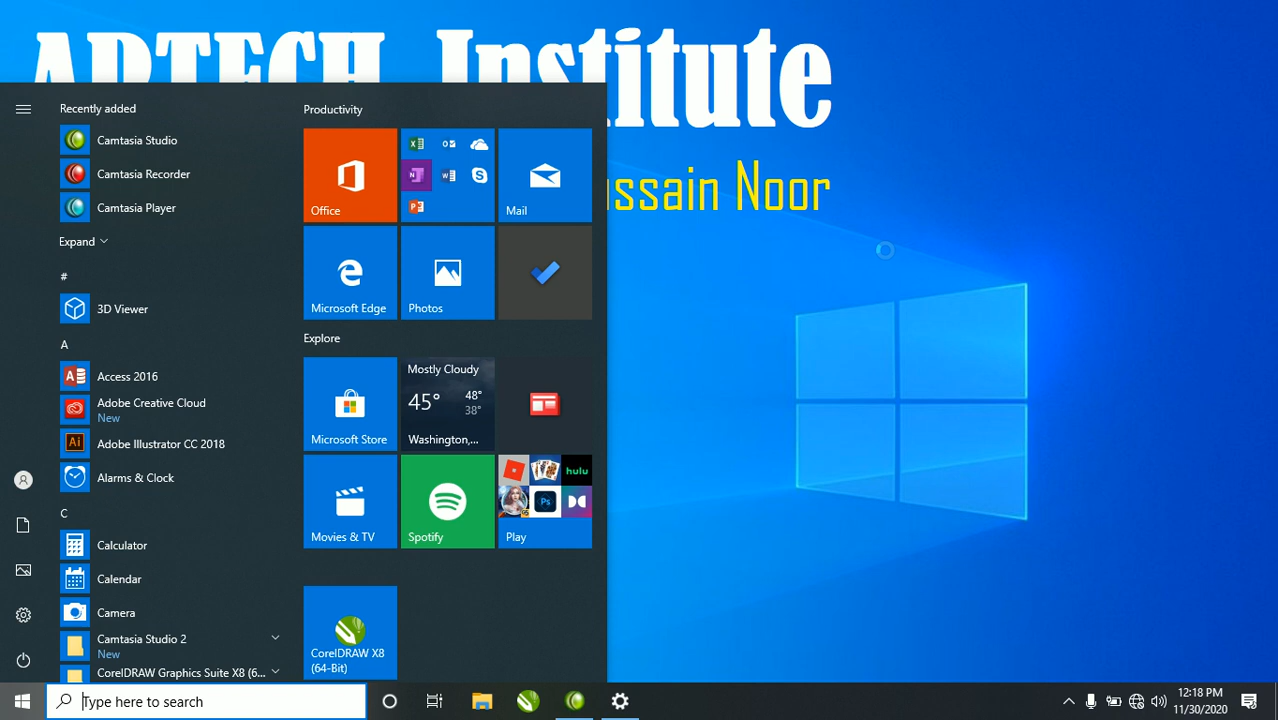 ARTECH Institute
ussain Noor
Recently added
Camtasia Studio
Camtasia Recorder
Camtasia Player
Expand
#
3D Viewer
A
Access 2016
Adobe Creative Cloud
New
Adobe Illustrator CC 2018
Alarms & Clock
C
Calculator
Calendar
Camera
Camtasia Studio 2
New
CorelDRAW Graphics Suite X8 (6...
Productivity
Office
Mail
Microsoft Edge
Photos
Explore
Microsoft Store
Mostly Cloudy
45° 48°
38°
Washington,...
Movies & TV
Spotify
hulu
Ps
Play
CorelDRAW X8
(64-Bit)
Type here to search
12:18 PM
11/30/2020